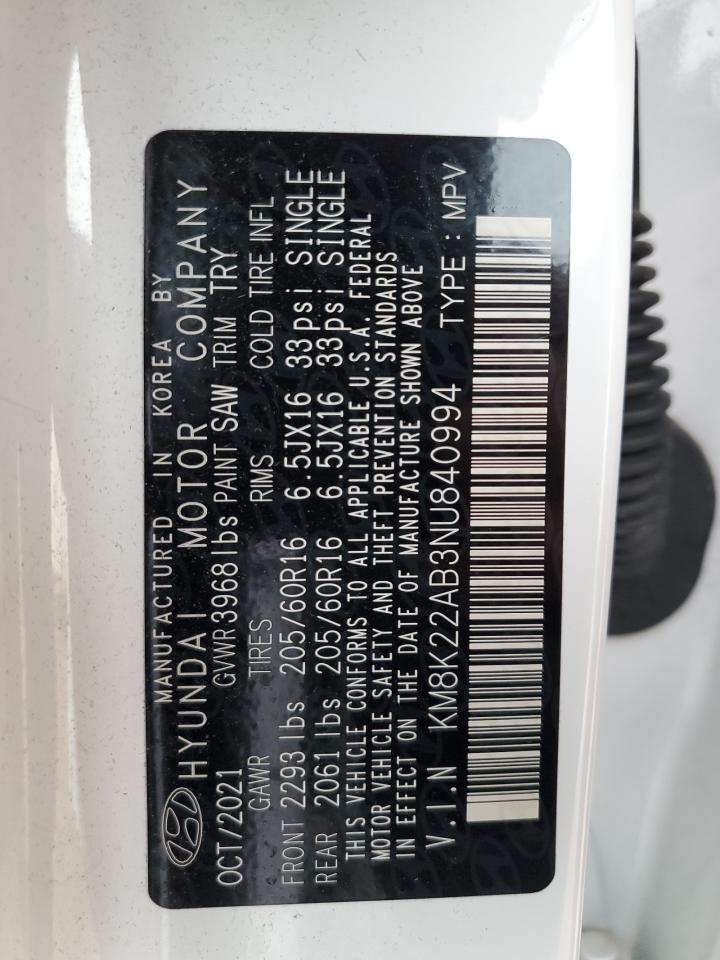 MANUFACTURED IN KOREA BY
HYUNDAI MOTOR COMPANY
OCT/2021 GVWR 3968 lbs PAINT SAW TRIM TRY
GAWR TIRES RIMS COLD TIRE INFL
FRONT 2293 lbs 205/60R16 6.5JX16 33psi SINGLE
REAR 2061 lbs 205/60R16 6.5JX16 33psi SINGLE
THIS VEHICLE CONFORMS TO ALL APPLICABLE U.S.A. FEDERAL
MOTOR VEHICLE SAFETY AND THEFT PREVENTION STANDARDS
IN EFFECT ON THE DATE OF MANUFACTURE SHOWN ABOVE
V.I.N KM8K22AB3NU840994 TYPE : MPV